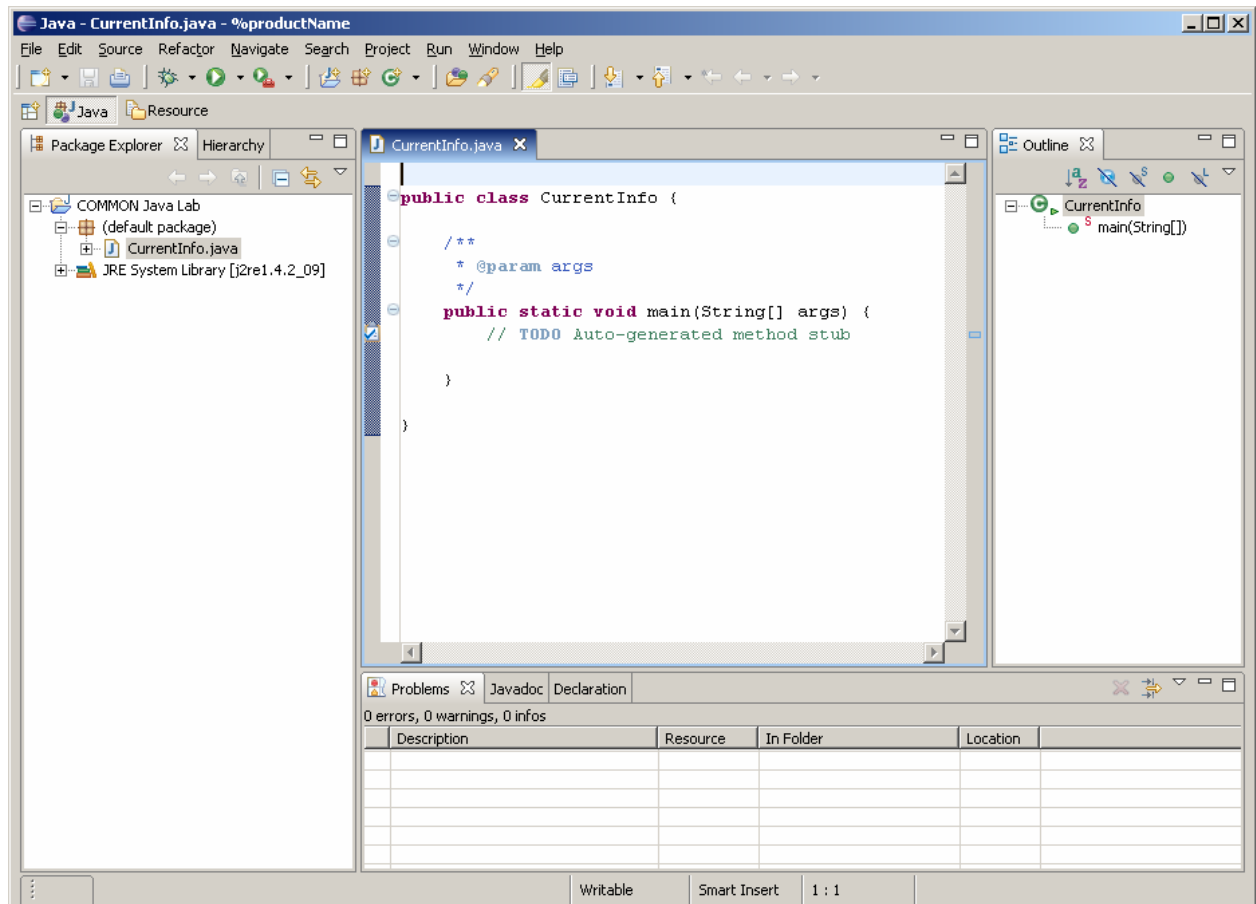 Java - CurrentInfo.java - %productName
File Edit Source Refactor Navigate Search Project Run Window Help
Java Resource
Package Explorer Hierarchy
COMMON Java Lab
(default package)
CurrentInfo.java
JRE System Library [j2re1.4.2_09]
CurrentInfo.java
public class CurrentInfo {
/**
* @param args
*/
public static void main(String[] args) {
// TODO Auto-generated method stub
}
}
Outline
CurrentInfo
main(String[])
Problems Javadoc Declaration
0 errors, 0 warnings, 0 infos
Description Resource In Folder Location
Writable Smart Insert 1 : 1